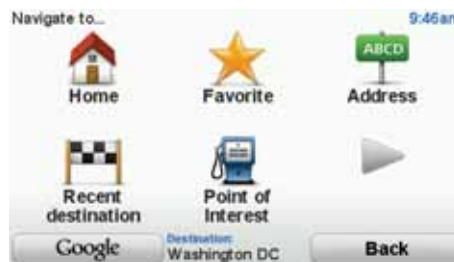 Navigate to...
9:46am
ABCD
Home
Favorite
Address
Recent
destination
Point of
Interest
Google
Destination:
Washington DC
Back